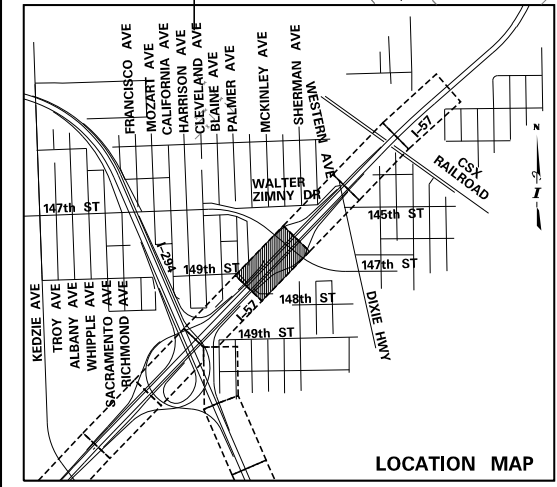 FRANCISCO AVE
MOZART AVE
CALIFORNIA AVE
HARRISON AVE
CLEVELAND AVE
BLAINE AVE
PALMER AVE
MCKINLEY AVE
SHERMAN AVE
WESTERN AVE
I-57
CSX
RAILROAD
N
WALTER
ZIMNY DR
147th ST
145th ST
I-294
149th ST
147th ST
I-57
148th ST
149th ST
DIXIE HWY
KEDZIE AVE
TROY AVE
ALBANY AVE
WHIPPLE AVE
SACRAMENTO AVE
RICHMOND AVE
LOCATION MAP